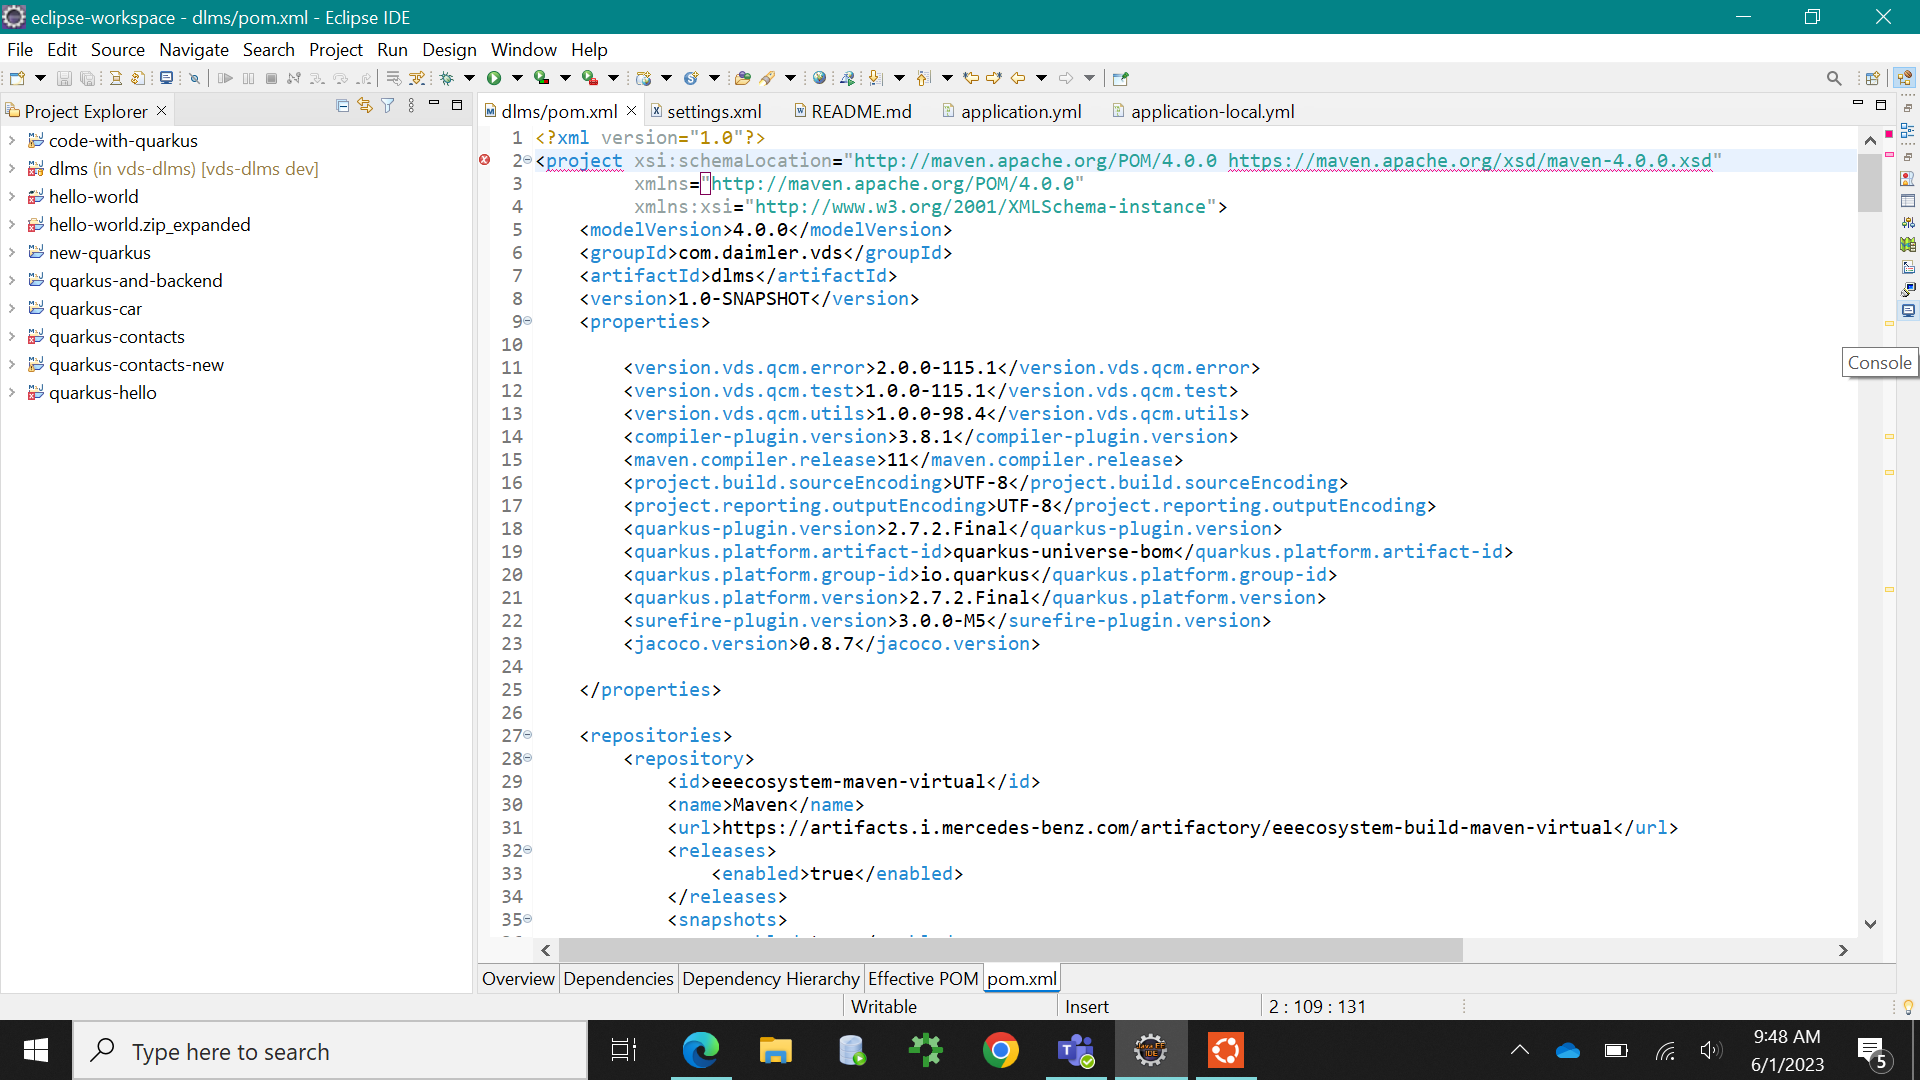 eclipse-workspace - dlms/pom.xml - Eclipse IDE
File Edit Source Navigate Search Project Run Design Window Help
Project Explorer
code-with-quarkus
dlms (in vds-dlms) [vds-dlms dev]
hello-world
hello-world.zip_expanded
new-quarkus
quarkus-and-backend
quarkus-car
quarkus-contacts
quarkus-contacts-new
quarkus-hello
dlms/pom.xml settings.xml README.md application.yml application-local.yml
1 <?xml version="1.0"?>
2 <project xsi:schemaLocation="http://maven.apache.org/POM/4.0.0 https://maven.apache.org/xsd/maven-4.0.0.xsd"
3 xmlns="http://maven.apache.org/POM/4.0.0"
4 xmlns:xsi="http://www.w3.org/2001/XMLSchema-instance">
5 <modelVersion>4.0.0</modelVersion>
6 <groupId>com.daimler.vds</groupId>
7 <artifactId>dlms</artifactId>
8 <version>1.0-SNAPSHOT</version>
9 <properties>
10
11 <version.vds.qcm.error>2.0.0-115.1</version.vds.qcm.error>
12 <version.vds.qcm.test>1.0.0-115.1</version.vds.qcm.test>
13 <version.vds.qcm.utils>1.0.0-98.4</version.vds.qcm.utils>
14 <compiler-plugin.version>3.8.1</compiler-plugin.version>
15 <maven.compiler.release>11</maven.compiler.release>
16 <project.build.sourceEncoding>UTF-8</project.build.sourceEncoding>
17 <project.reporting.outputEncoding>UTF-8</project.reporting.outputEncoding>
18 <quarkus-plugin.version>2.7.2.Final</quarkus-plugin.version>
19 <quarkus.platform.artifact-id>quarkus-universe-bom</quarkus.platform.artifact-id>
20 <quarkus.platform.group-id>io.quarkus</quarkus.platform.group-id>
21 <quarkus.platform.version>2.7.2.Final</quarkus.platform.version>
22 <surefire-plugin.version>3.0.0-M5</surefire-plugin.version>
23 <jacoco.version>0.8.7</jacoco.version>
24
25 </properties>
26
27 <repositories>
28 <repository>
29 <id>eeecosystem-maven-virtual</id>
30 <name>Maven</name>
31 <url>https://artifacts.i.mercedes-benz.com/artifactory/eeecosystem-build-maven-virtual</url>
32 <releases>
33 <enabled>true</enabled>
34 </releases>
35 <snapshots>
Console
Overview Dependencies Dependency Hierarchy Effective POM pom.xml
Writable Insert 2 : 109 : 131
Type here to search
9:48 AM
6/1/2023
5